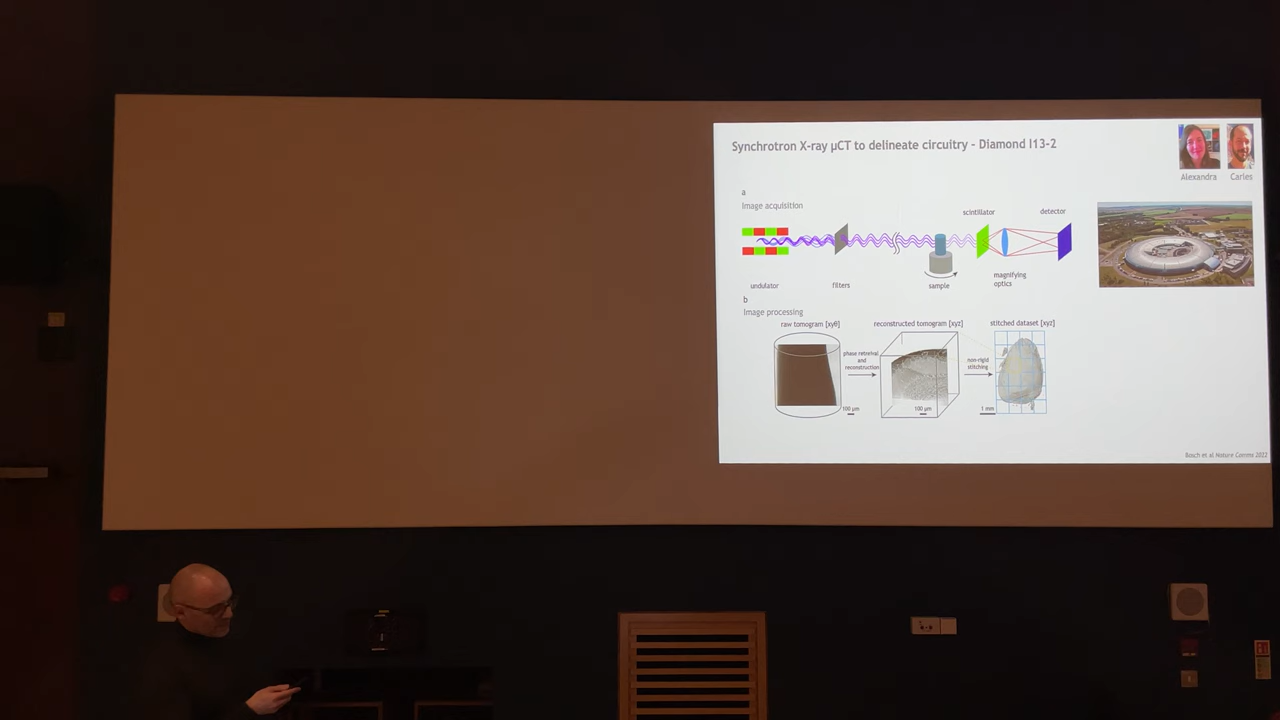 Synchrotron X-ray µCT to delineate circuitry - Diamond I13-2
Alexandra
Carles
a
Image acquisition
scintillator
detector
undulator
filters
sample
magnifying
optics
b
Image processing
raw tomogram [xyθ]
reconstructed tomogram [xyz]
stitched dataset [xyz]
phase retreival
and
reconstruction
non-rigid
stitching
100 µm
100 µm
1 mm
Bosch et al Nature Comms 2022